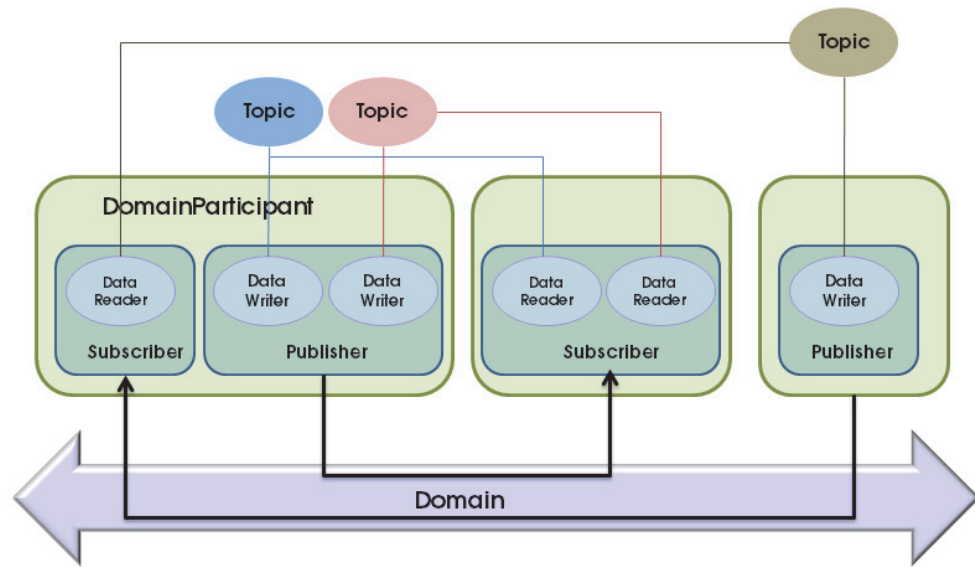 Topic
Topic
Topic
DomainParticipant
Data
Reader
Data
Writer
Data
Writer
Data
Reader
Data
Reader
Data
Writer
Subscriber
Publisher
Subscriber
Publisher
Domain